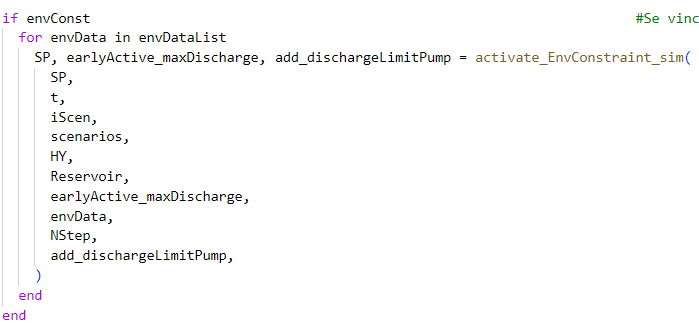 if envConst #Se vinc
for envData in envDataList
SP, earlyActive_maxDischarge, add_dischargeLimitPump = activate_EnvConstraint_sim(
SP,
t,
iScen,
scenarios,
HY,
Reservoir,
earlyActive_maxDischarge,
envData,
NStep,
add_dischargeLimitPump,
)
end
end